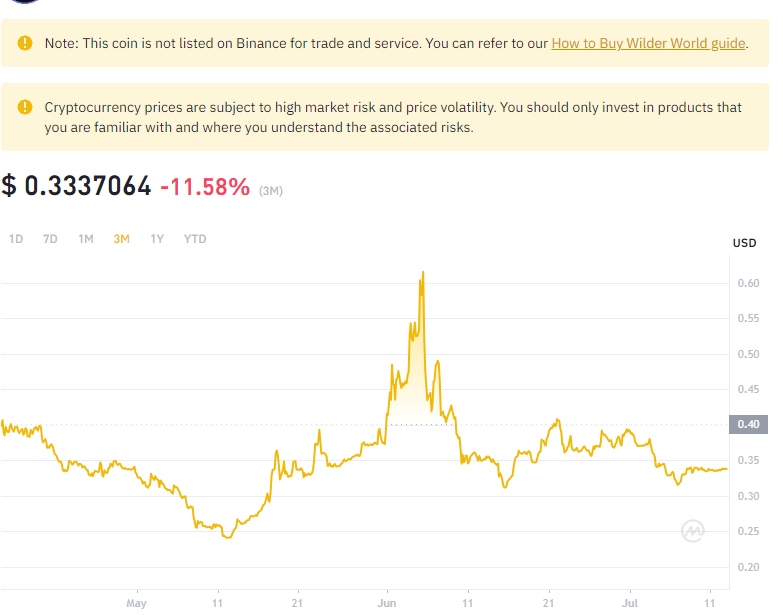 Note: This coin is not listed on Binance for trade and service. You can refer to our How to Buy Wilder World guide.
Cryptocurrency prices are subject to high market risk and price volatility. You should only invest in products that
you are familiar with and where you understand the associated risks.
$ 0.3337064 -11.58% (3M)
1D 7D 1M 3M 1Y YTD
USD
0.60
0.55
0.50
0.45
0.40
0.35
0.30
0.25
0.20
May 11 21 Jun 11 21 Jul 11